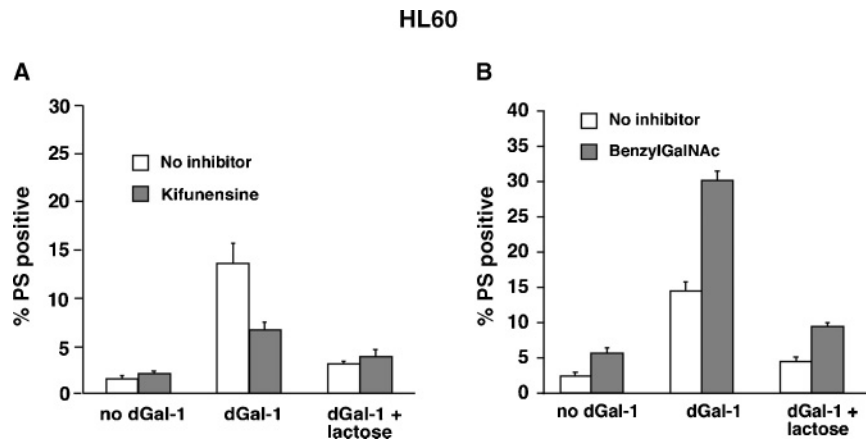 HL60
A
% PS positive
30
25
20
15
10
5
0
No inhibitor
Kifunensine
no dGal-1
dGal-1
dGal-1 +
lactose
B
% PS positive
40
35
30
25
20
15
10
5
0
No inhibitor
BenzylGalNAc
no dGal-1
dGal-1
dGal-1 +
lactose